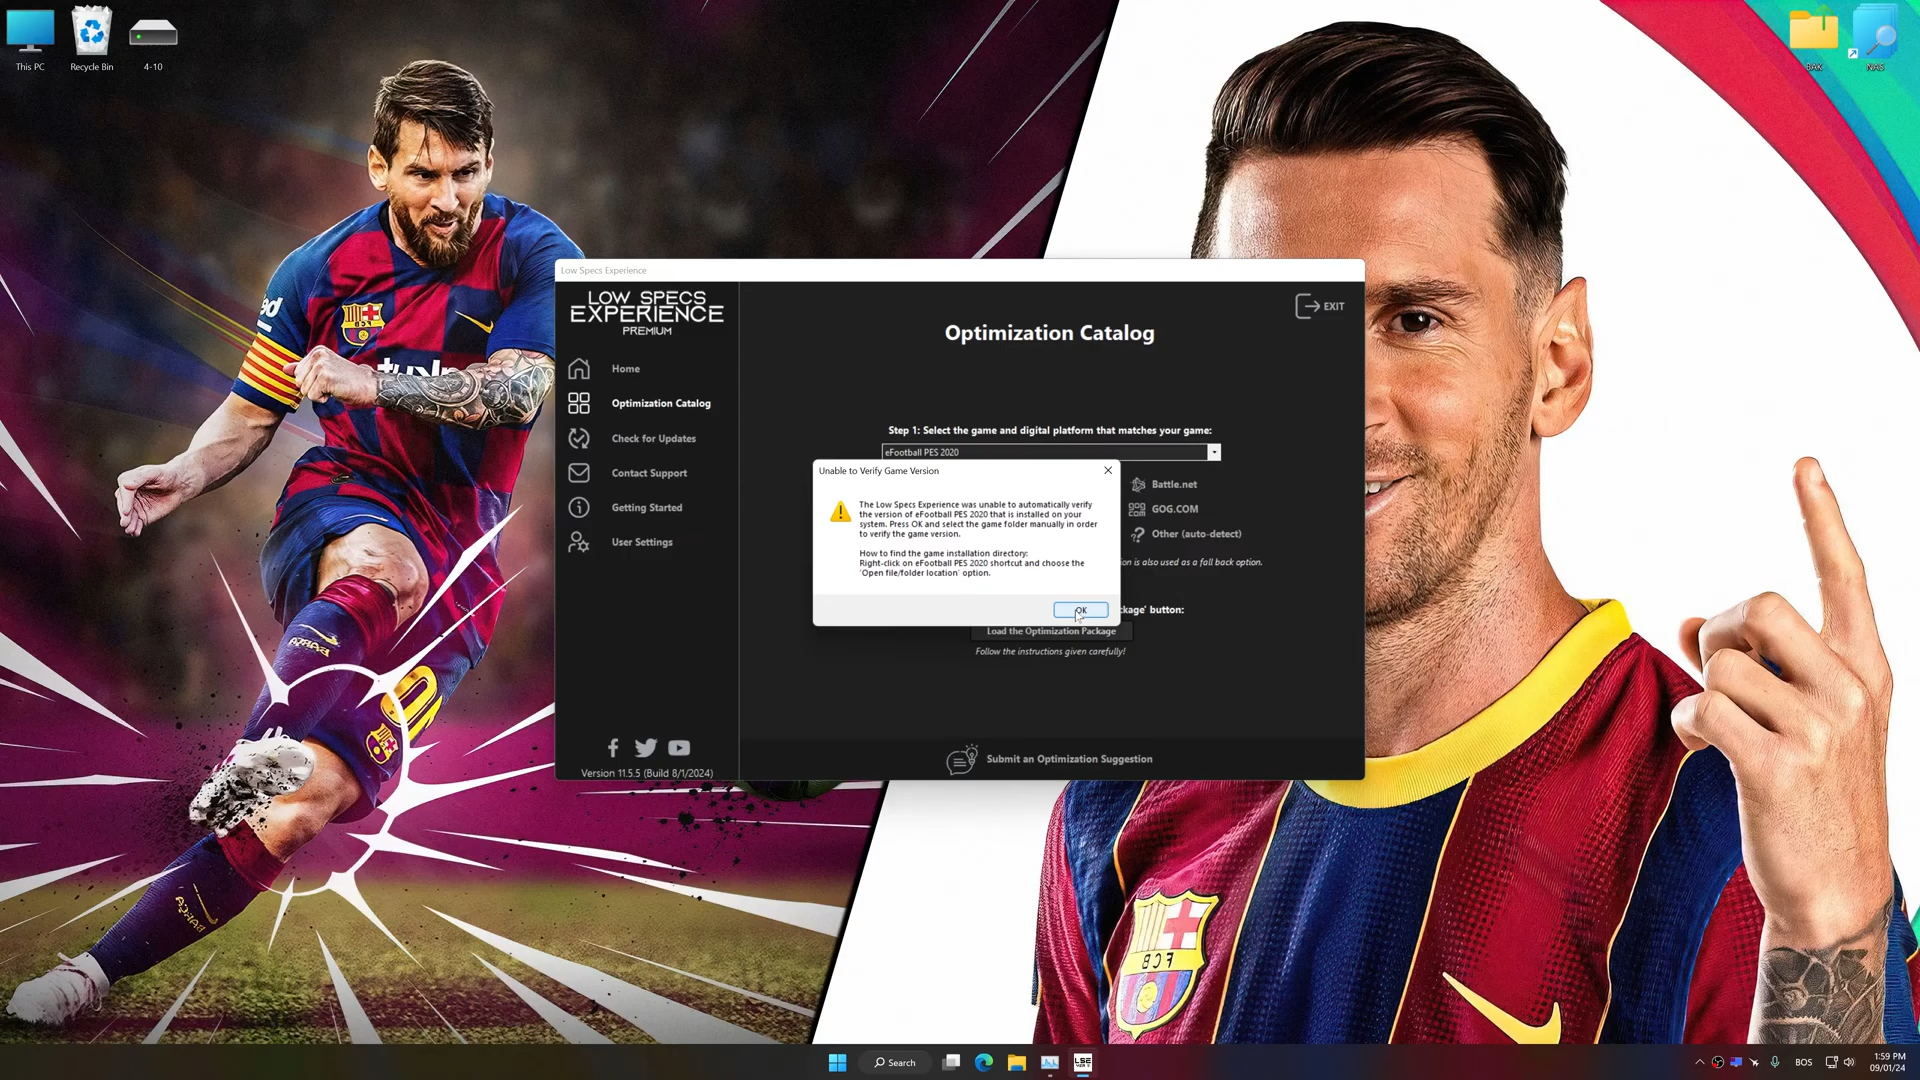 This PC
Recycle Bin
4-10
BAK
NAS
Low Specs Experience
LOW SPECS
EXPERIENCE
PREMIUM
Home
Optimization Catalog
Check for Updates
Contact Support
Getting Started
User Settings
Version 11.5.5 (Build 8/1/2024)
EXIT
Optimization Catalog
Step 1: Select the game and digital platform that matches your game:
eFootball PES 2020
Battle.net
GOG.COM
Other (auto-detect)
on is also used as a fall back option.
kage' button:
Load the Optimization Package
Follow the instructions given carefully!
Submit an Optimization Suggestion
Unable to Verify Game Version
The Low Specs Experience was unable to automatically verify
the version of eFootball PES 2020 that is installed on your
system. Press OK and select the game folder manually in order
to verify the game version.
How to find the game installation directory:
Right-click on eFootball PES 2020 shortcut and choose the
'Open file/folder location' option.
OK
Search
LSE
BOS
1:59 PM
09/01/24